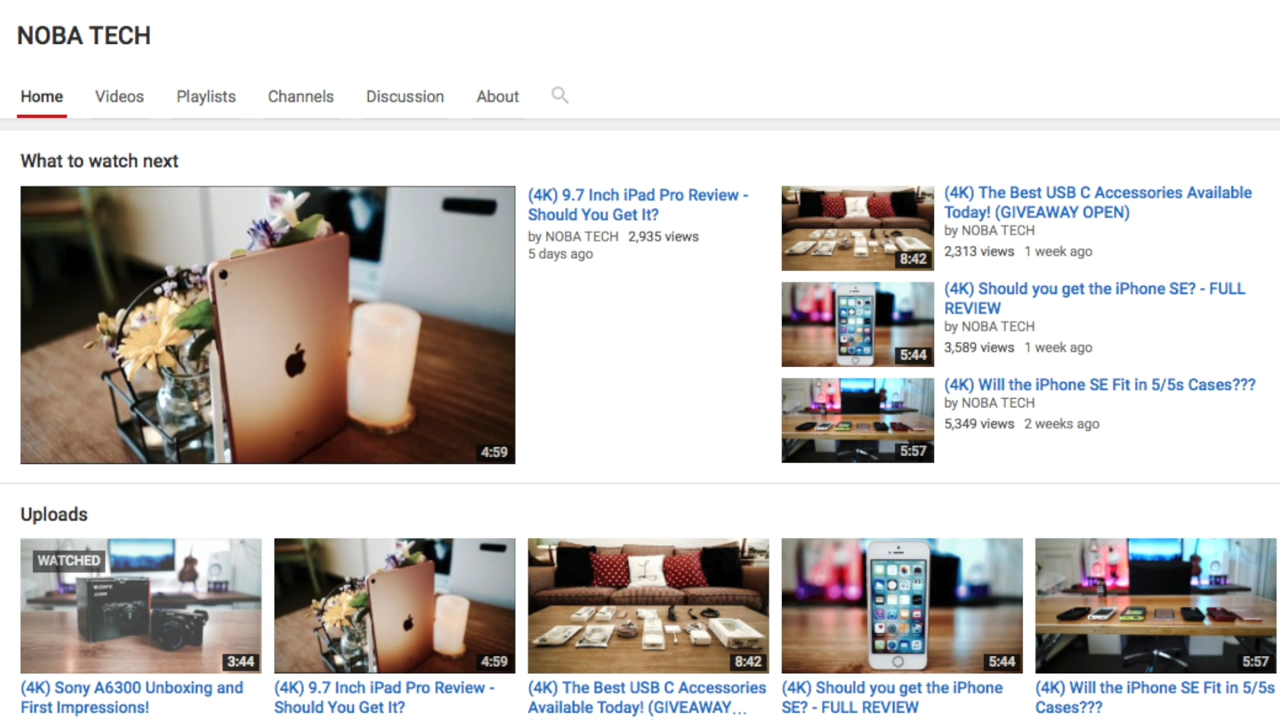 NOBA TECH
Home Videos Playlists Channels Discussion About
What to watch next
(4K) 9.7 Inch iPad Pro Review -
Should You Get It?
by NOBA TECH 2,935 views
5 days ago
4:59
(4K) The Best USB C Accessories Available
Today! (GIVEAWAY OPEN)
by NOBA TECH
2,313 views 1 week ago
8:42
(4K) Should you get the iPhone SE? - FULL
REVIEW
by NOBA TECH
3,589 views 1 week ago
5:44
(4K) Will the iPhone SE Fit in 5/5s Cases???
by NOBA TECH
5,349 views 2 weeks ago
5:57
Uploads
WATCHED
3:44
(4K) Sony A6300 Unboxing and
First Impressions!
4:59
(4K) 9.7 Inch iPad Pro Review -
Should You Get It?
8:42
(4K) The Best USB C Accessories
Available Today! (GIVEAWAY...
5:44
(4K) Should you get the iPhone
SE? - FULL REVIEW
5:57
(4K) Will the iPhone SE Fit in 5/5s
Cases???